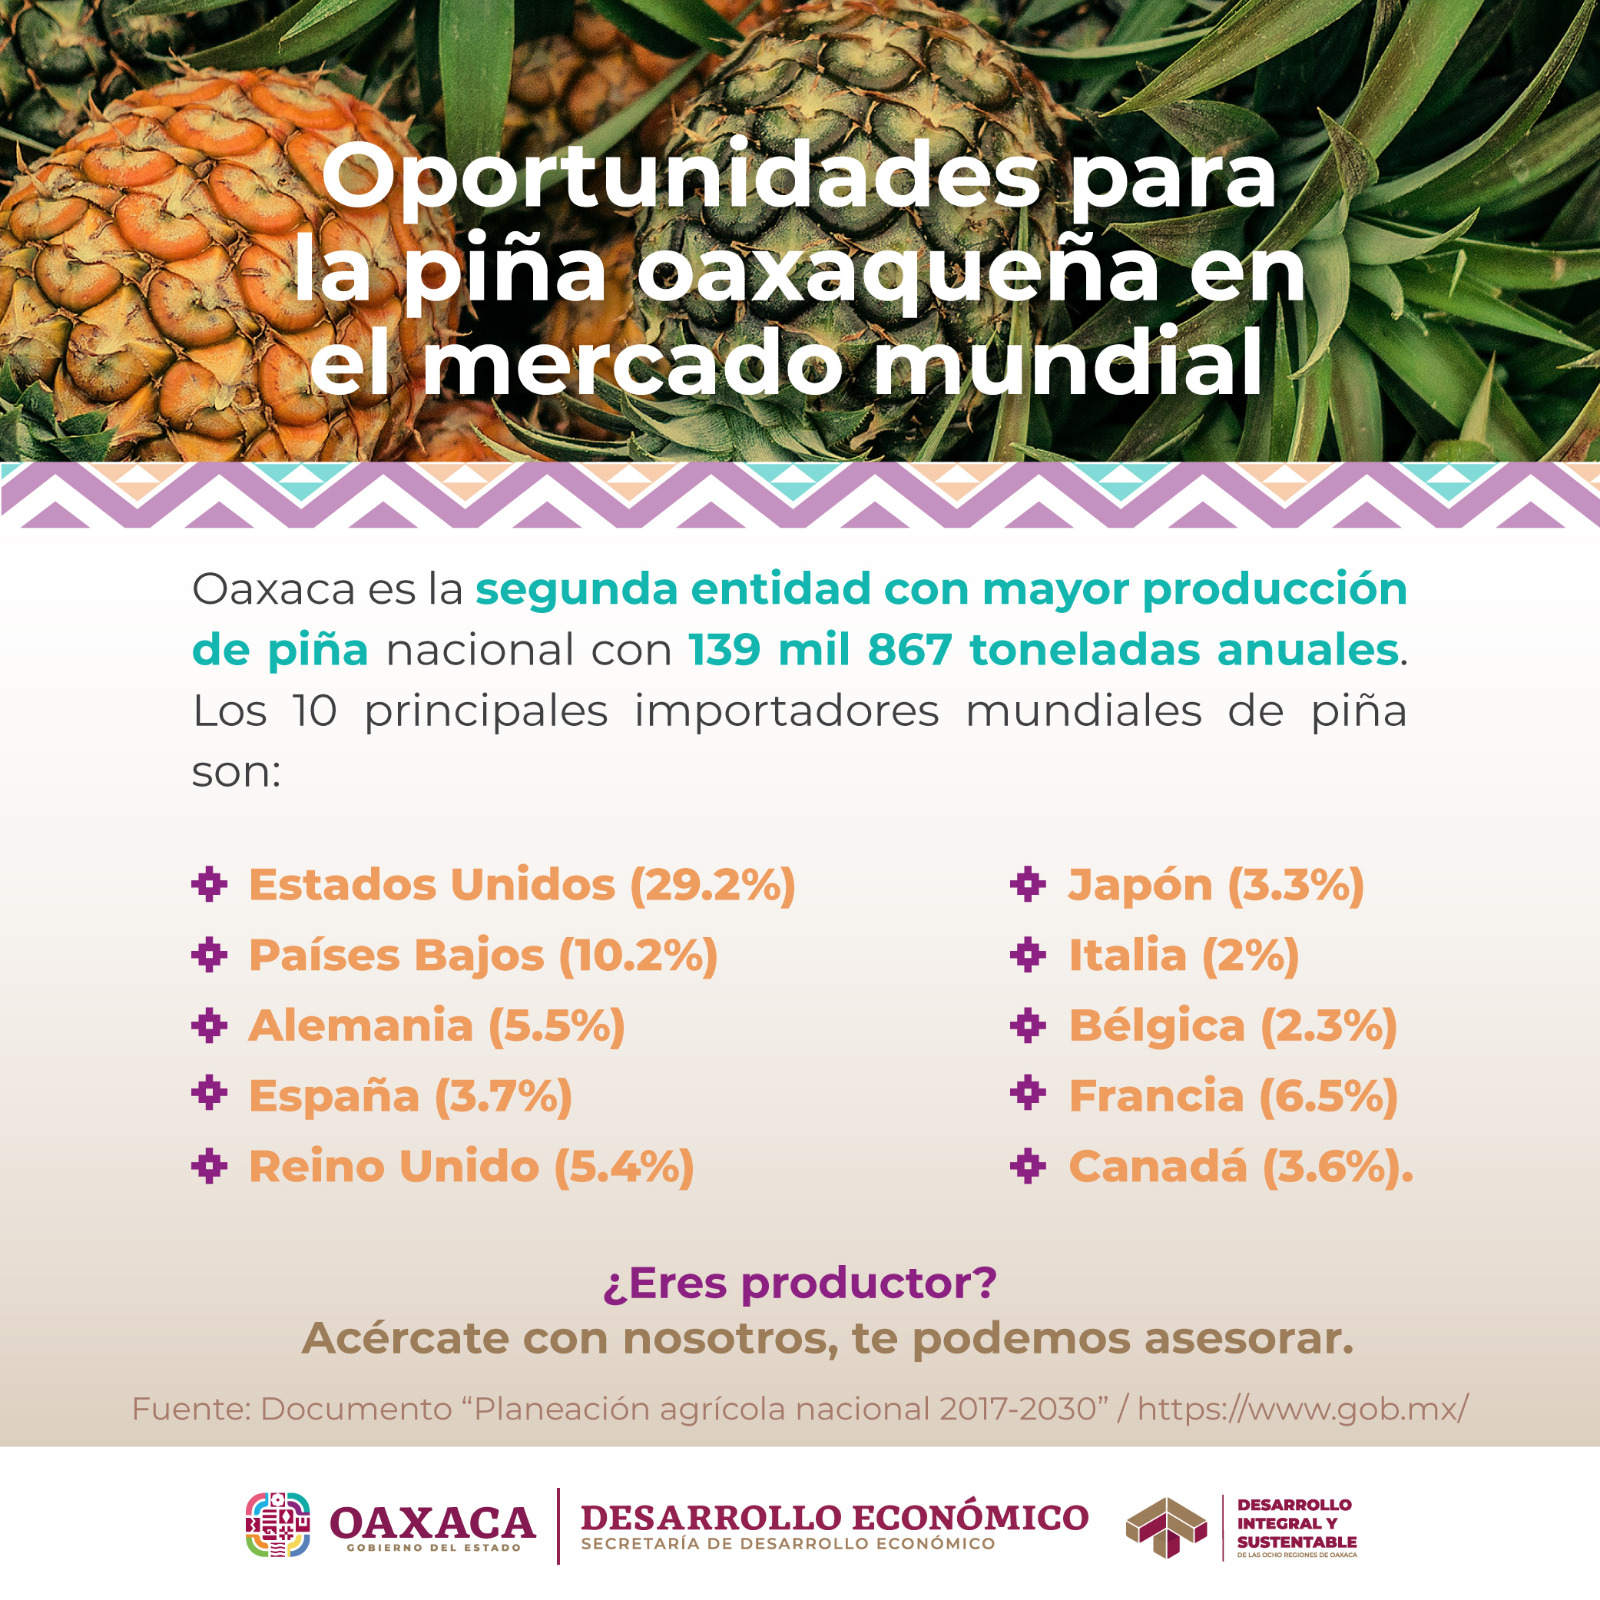 Oportunidades para
la piña oaxaqueña en
el mercado mundial
Oaxaca es la segunda entidad con mayor producción
de piña nacional con 139 mil 867 toneladas anuales.
Los 10 principales importadores mundiales de piña
son:
Estados Unidos (29.2%)
Países Bajos (10.2%)
Alemania (5.5%)
España (3.7%)
Reino Unido (5.4%)
Japón (3.3%)
Italia (2%)
Bélgica (2.3%)
Francia (6.5%)
Canadá (3.6%).
¿Eres productor?
Acércate con nosotros, te podemos asesorar.
Fuente: Documento “Planeación agrícola nacional 2017-2030” / https://www.gob.mx/
OAXACA
GOBIERNO DEL ESTADO
DESARROLLO ECONÓMICO
SECRETARÍA DE DESARROLLO ECONÓMICO
DESARROLLO
INTEGRAL Y
SUSTENTABLE
DE LAS OCHO REGIONES DE OAXACA